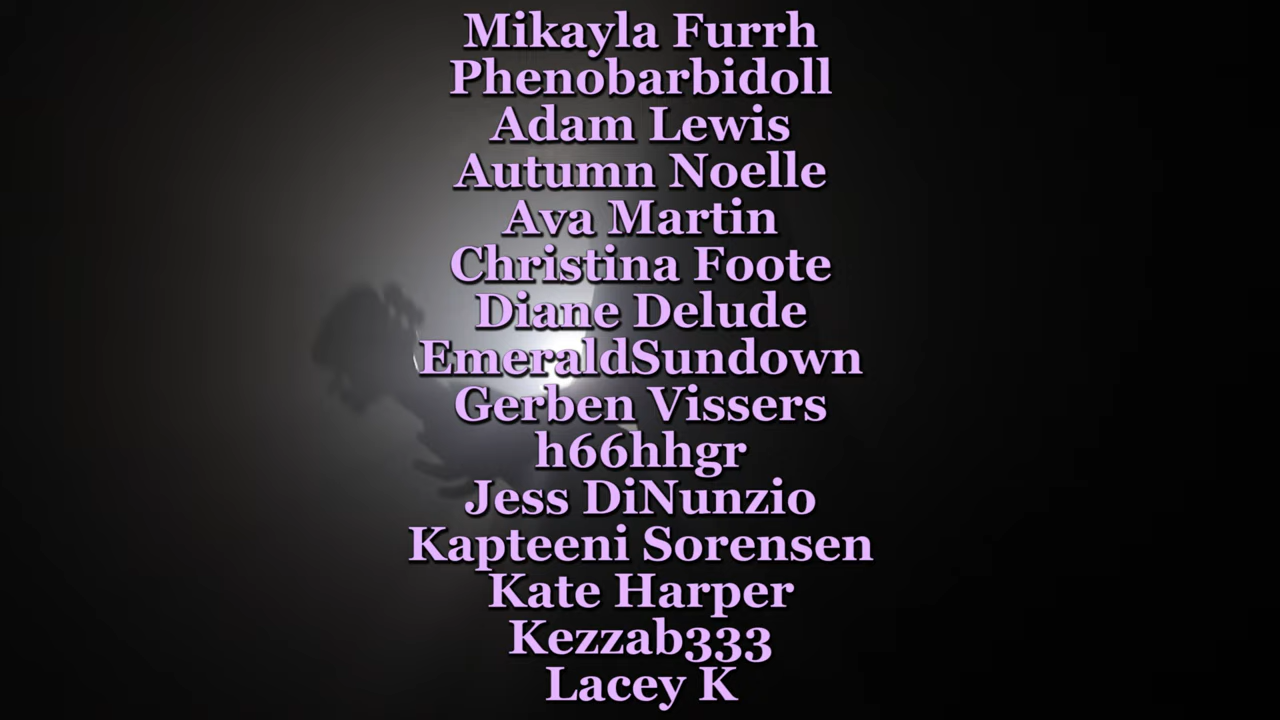 Mikayla Furrh
Phenobarbidoll
Adam Lewis
Autumn Noelle
Ava Martin
Christina Foote
Diane Delude
EmeraldSundown
Gerben Vissers
h66hhgr
Jess DiNunzio
Kapteeni Sorensen
Kate Harper
Kezzab333
Lacey K